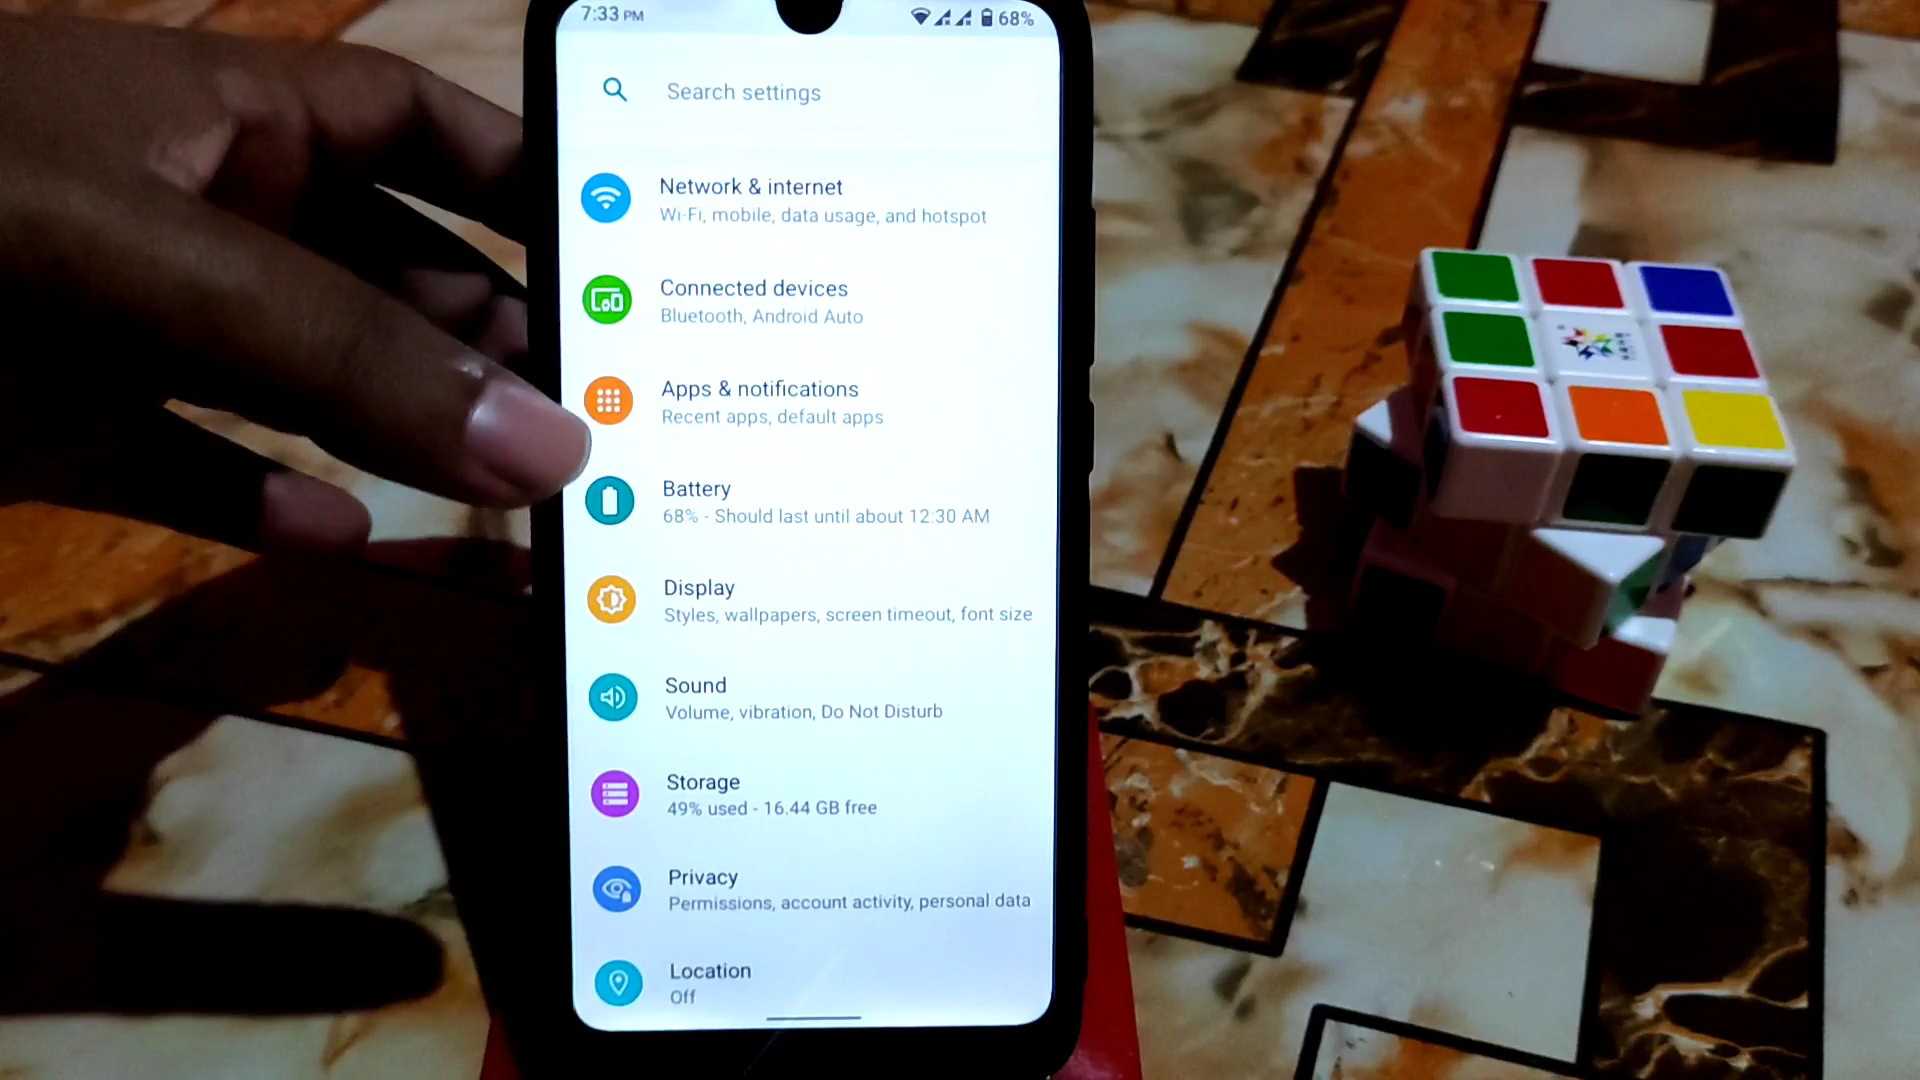 7:33 PM 68%
Search settings
Network & internet
Wi-Fi, mobile, data usage, and hotspot
Connected devices
Bluetooth, Android Auto
Apps & notifications
Recent apps, default apps
Battery
68% - Should last until about 12:30 AM
Display
Styles, wallpapers, screen timeout, font size
Sound
Volume, vibration, Do Not Disturb
Storage
49% used - 16.44 GB free
Privacy
Permissions, account activity, personal data
Location
Off